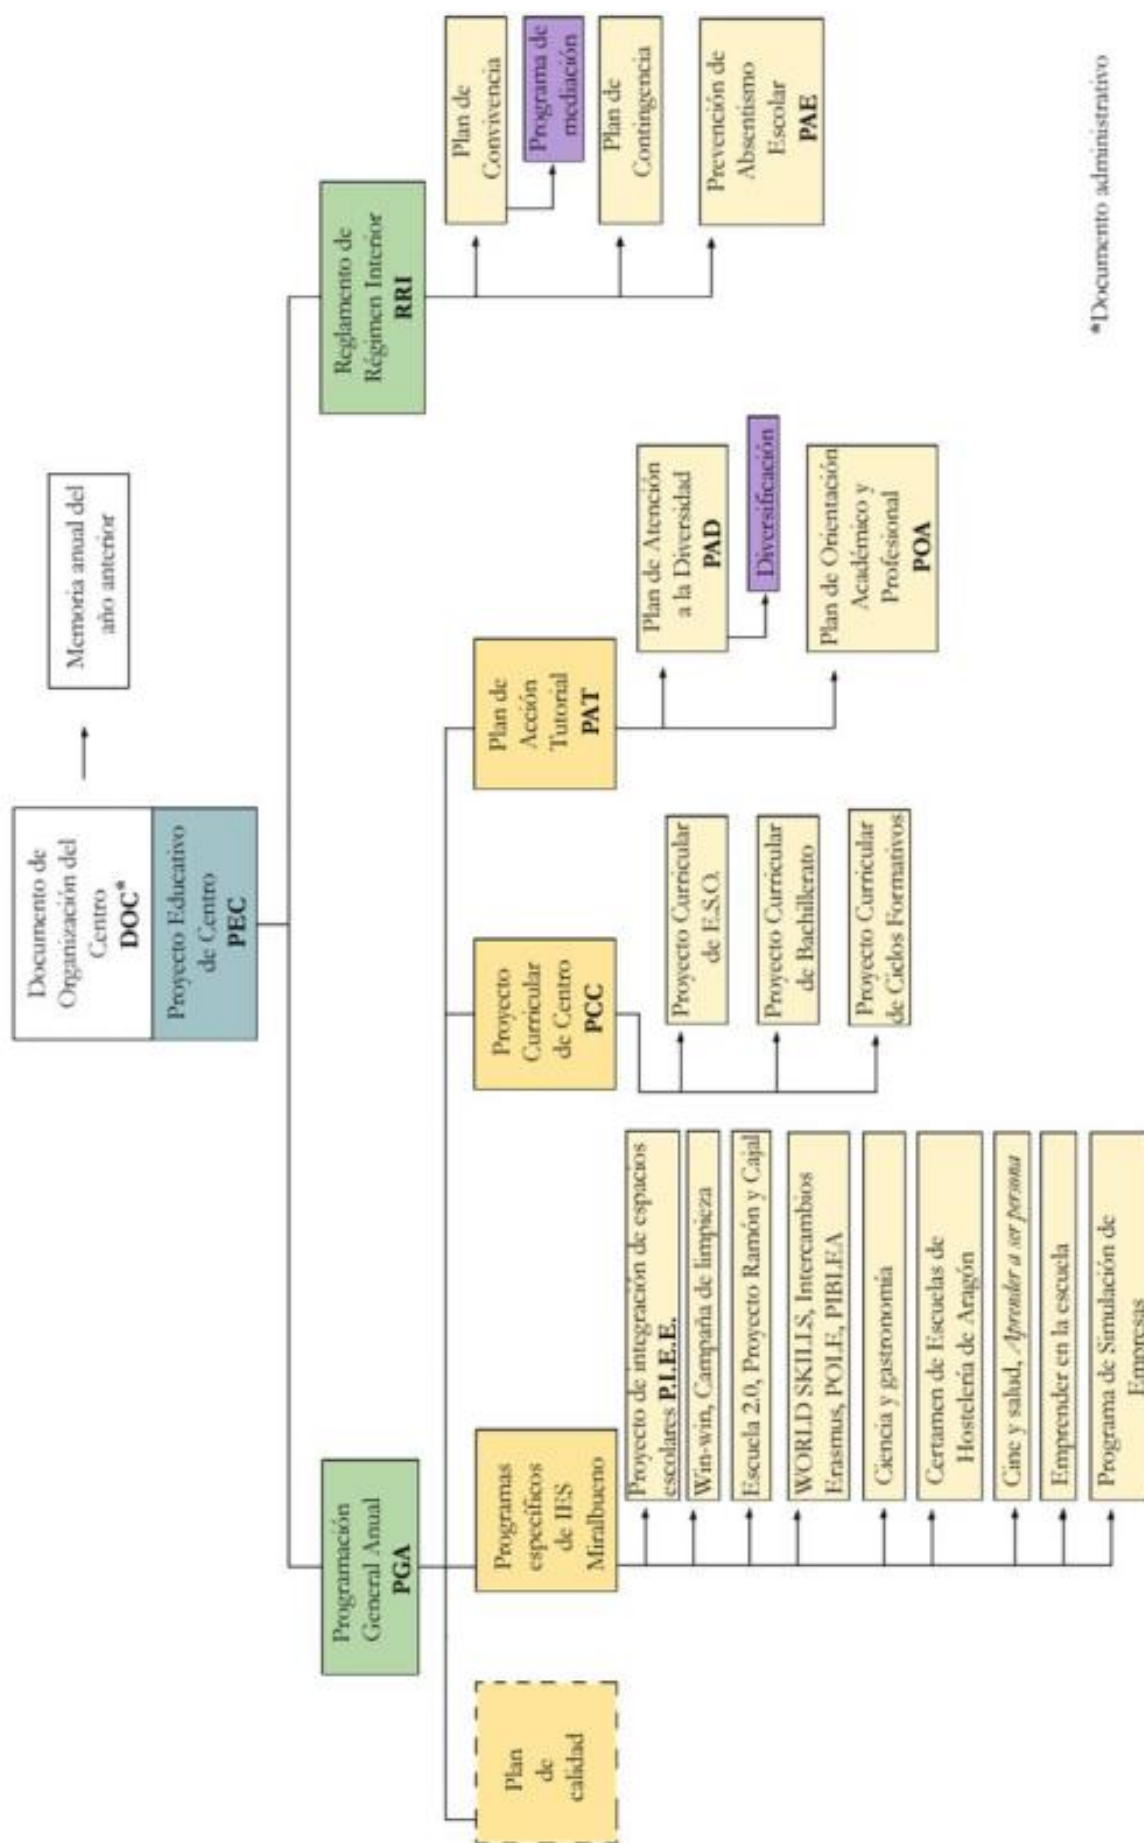 Documento de
Organización del
Centro
DOC*
Proyecto Educativo
de Centro
PEC
Memoria anual del
año anterior
Programación
General Anual
PGA
Reglamento de
Régimen Interior
RRI
Plan
de
calidad
Programas
específicos
de IES
Miralbueno
Proyecto
Curricular
de Centro
PCC
Plan de
Acción
Tutorial
PAT
Proyecto de integración de espacios
escolares P.I.E.E.
Win-win, Campaña de limpieza
Escuela 2.0, Proyecto Ramón y Cajal
WORLD SKILLS, Intercambios
Erasmus, POLE, PIBLEA
Ciencia y gastronomía
Certamen de Escuelas de
Hostelería de Aragón
Cine y salud, Aprender a ser persona
Emprender en la escuela
Programa de Simulación de
Empresas
Proyecto Curricular
de E.S.O.
Proyecto Curricular
de Bachillerato
Proyecto Curricular
de Ciclos Formativos
Plan de Atención
a la Diversidad
PAD
Diversificación
Plan de Orientación
Académico y
Profesional
POA
Plan de
Convivencia
Programa de
mediación
Plan de
Contingencia
Prevención de
Absentismo
Escolar
PAE
*Documento administrativo